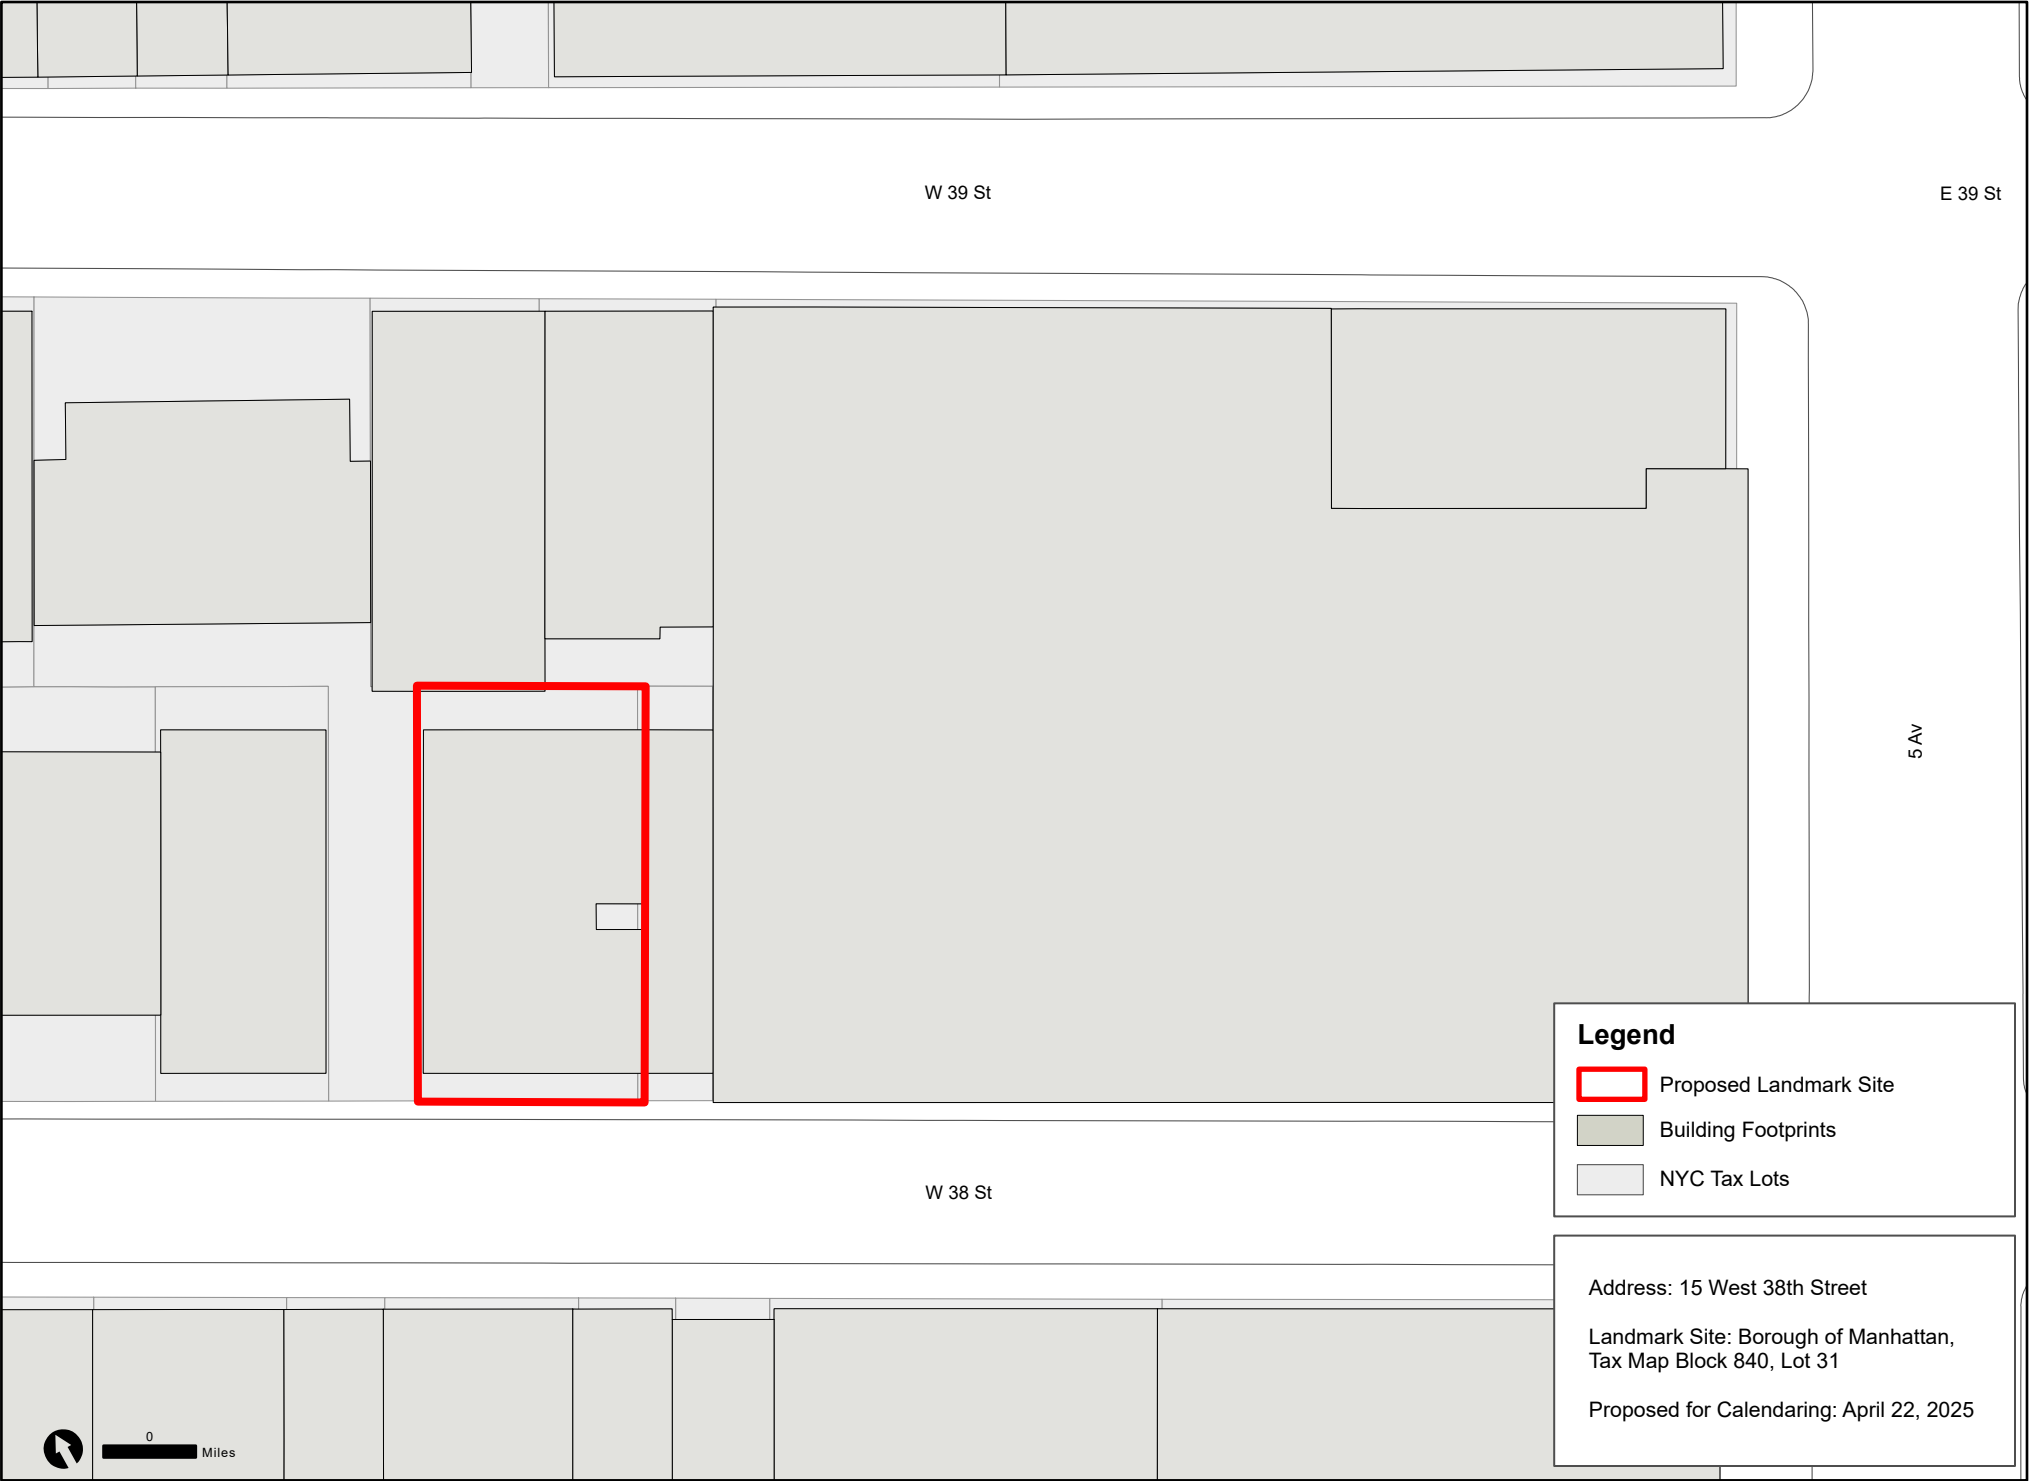 W 39 St
E 39 St
5 Av
Legend
Proposed Landmark Site
Building Footprints
NYC Tax Lots
W 38 St
Address: 15 West 38th Street
Landmark Site: Borough of Manhattan,
Tax Map Block 840, Lot 31
Proposed for Calendaring: April 22, 2025
0
Miles